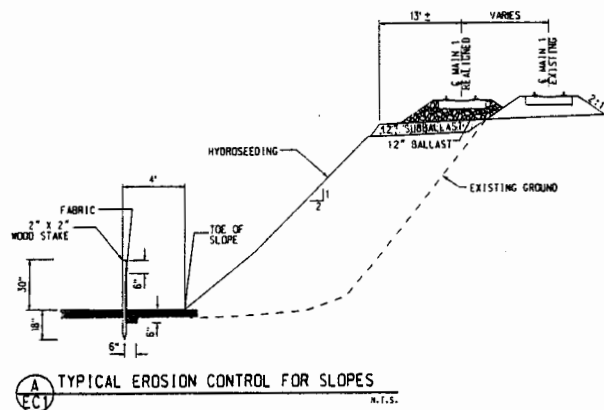 13' ±
VARIES
℄ MAIN 1
REALIGNED
℄ MAIN 1
EXISTING
2:1
12" SUBBALLAST
12" BALLAST
HYDROSEEDING
1
2
EXISTING GROUND
4'
FABRIC
2" X 2"
WOOD STAKE
TOE OF
SLOPE
6"
30"
18"
6"
6"
A
EC1
TYPICAL EROSION CONTROL FOR SLOPES
N.T.S.